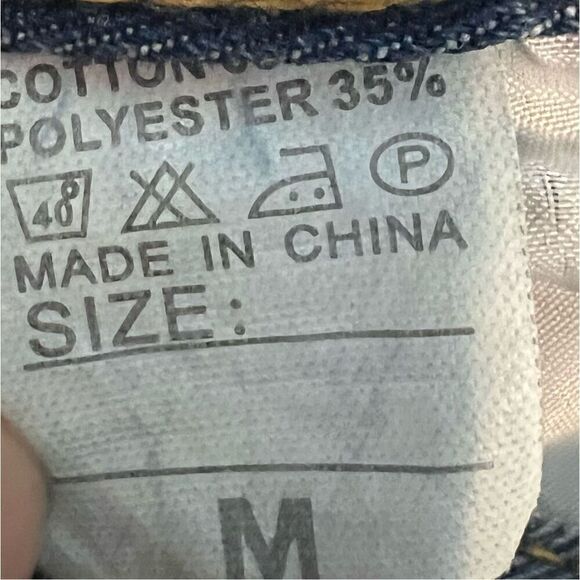 COTTON
POLYESTER 35%
40 P
MADE IN CHINA
SIZE:
M